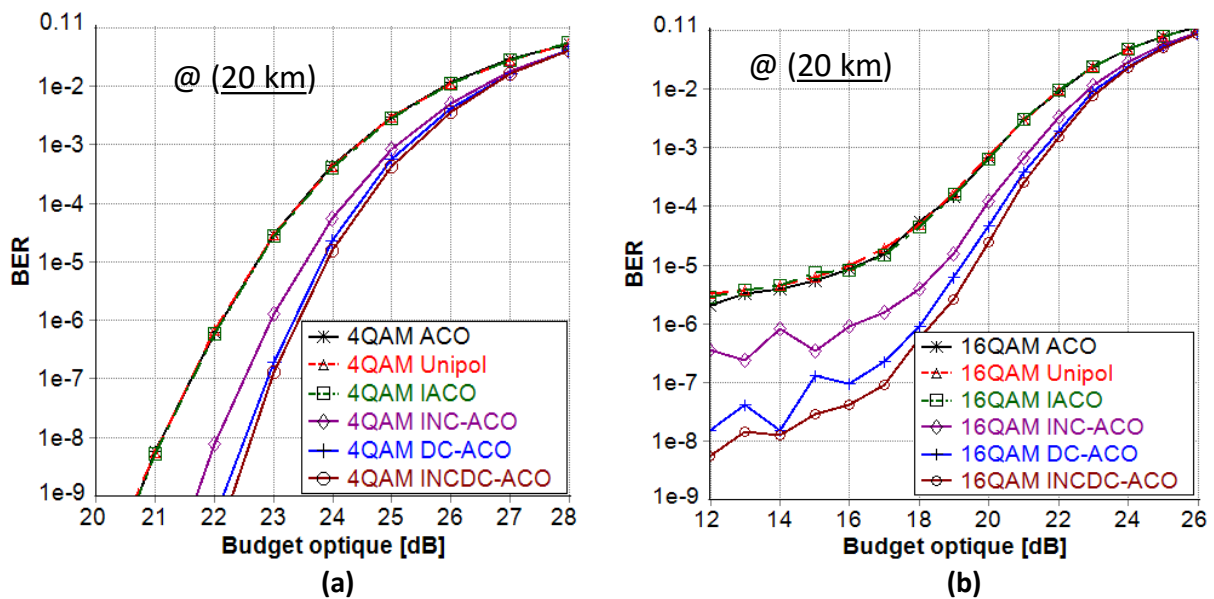 0.11
@ (20 km)
1e-2
1e-3
1e-4
1e-5
1e-6
1e-7
1e-8
1e-9
BER
4QAM ACO
4QAM Unipol
4QAM IACO
4QAM INC-ACO
4QAM DC-ACO
4QAM INCDC-ACO
20 21 22 23 24 25 26 27 28
Budget optique [dB]
(a)
0.11
@ (20 km)
1e-2
1e-3
1e-4
1e-5
1e-6
1e-7
1e-8
1e-9
BER
16QAM ACO
16QAM Unipol
16QAM IACO
16QAM INC-ACO
16QAM DC-ACO
16QAM INCDC-ACO
12 14 16 18 20 22 24 26
Budget optique [dB]
(b)